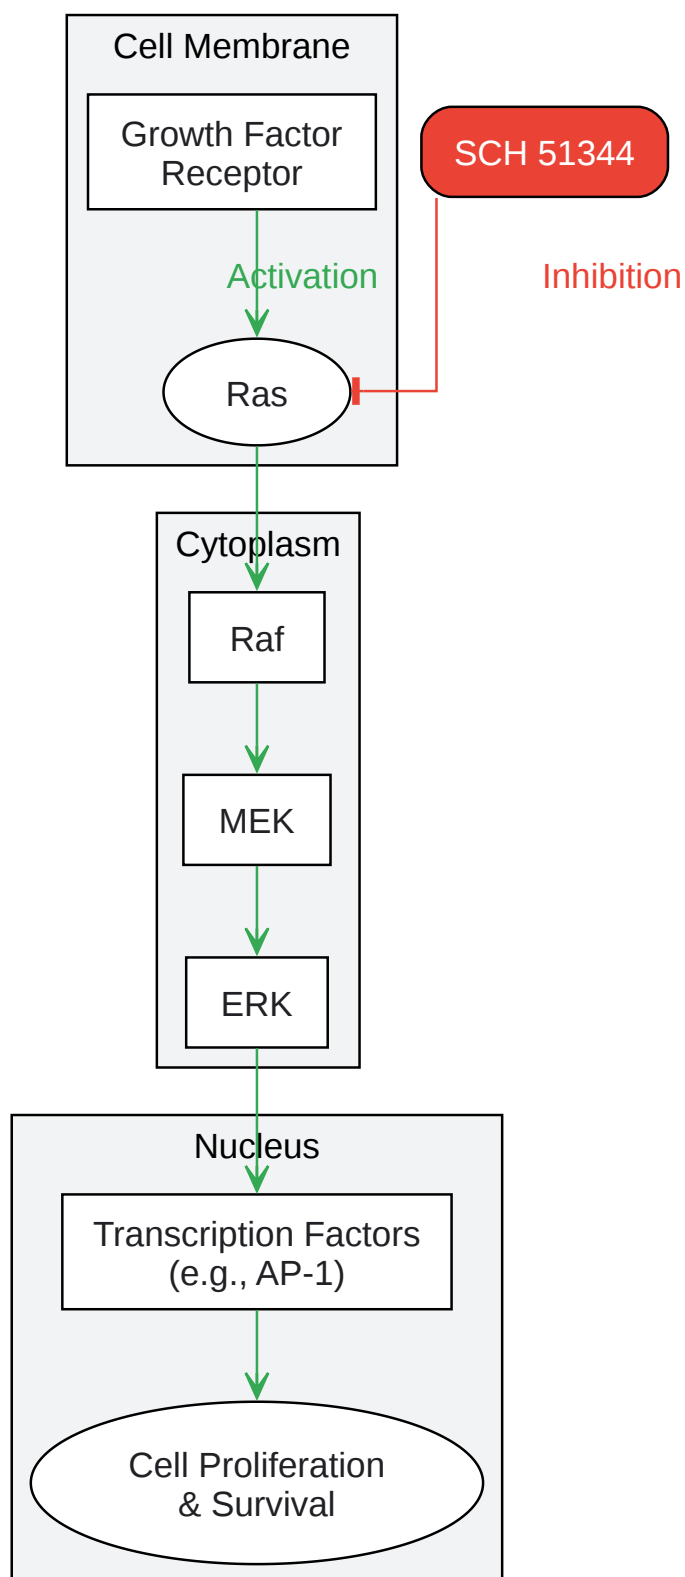 Cell Membrane
Growth Factor
Receptor
SCH 51344
Activation
Inhibition
Ras
Cytoplasm
Raf
MEK
ERK
Nucleus
Transcription Factors
(e.g., AP-1)
Cell Proliferation
& Survival